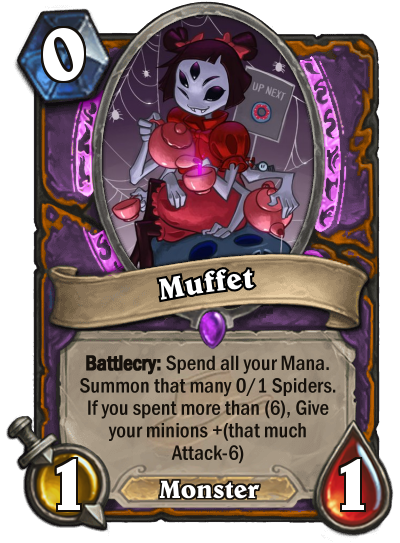 0
UP NEXT
Muffet
Battlecry: Spend all your Mana.
Summon that many 0/1 Spiders.
If you spent more than (6), Give
your minions +(that much
Attack-6)
1
Monster
1